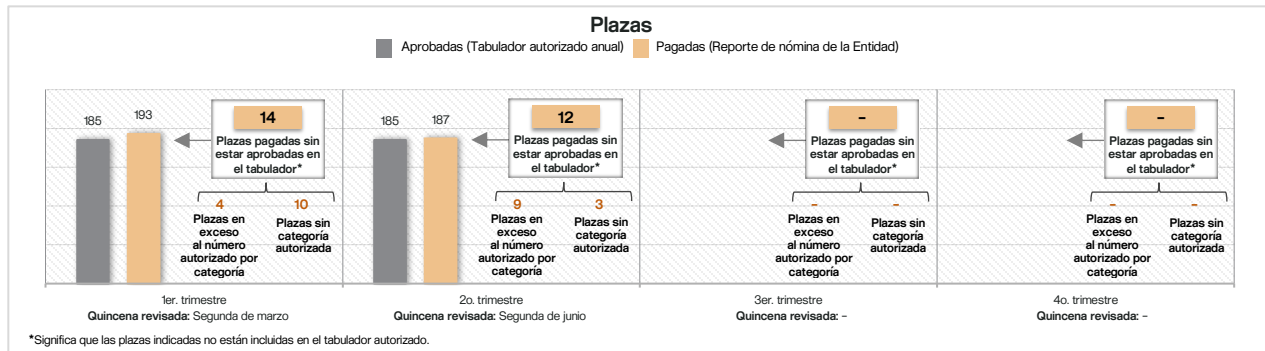 Plazas
Aprobadas (Tabulador autorizado anual)
Pagadas (Reporte de nómina de la Entidad)
185
193
14
Plazas pagadas sin
estar aprobadas en
el tabulador*
4
10
Plazas en
exceso
al número
autorizado por
categoría
Plazas sin
categoría
autorizada
1er. trimestre
Quincena revisada: Segunda de marzo
185
187
12
Plazas pagadas sin
estar aprobadas en
el tabulador*
9
3
Plazas en
exceso
al número
autorizado por
categoría
Plazas sin
categoría
autorizada
2o. trimestre
Quincena revisada: Segunda de junio
-
Plazas pagadas sin
estar aprobadas en
el tabulador*
-
-
Plazas en
exceso
al número
autorizado por
categoría
Plazas sin
categoría
autorizada
3er. trimestre
Quincena revisada: -
-
Plazas pagadas sin
estar aprobadas en
el tabulador*
-
-
Plazas en
exceso
al número
autorizado por
categoría
Plazas sin
categoría
autorizada
4o. trimestre
Quincena revisada: -
*Significa que las plazas indicadas no están incluidas en el tabulador autorizado.